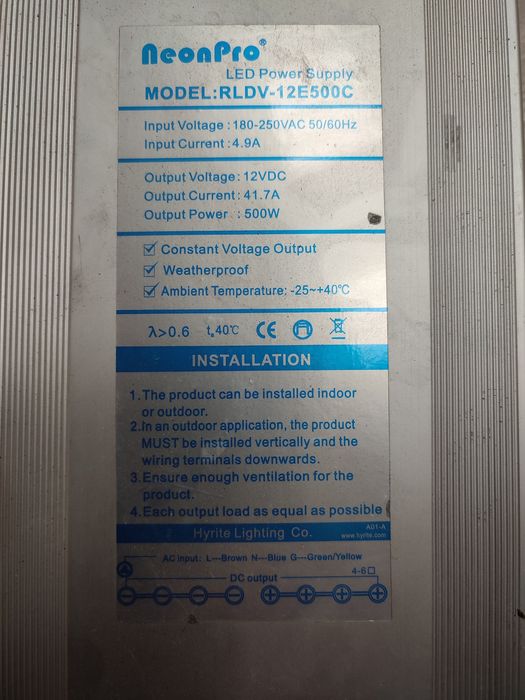 NeonPro®
LED Power Supply
MODEL:RLDV-12E500C
Input Voltage : 180-250VAC 50/60Hz
Input Current : 4.9A
Output Voltage : 12VDC
Output Current : 41.7A
Output Power : 500W
Constant Voltage Output
Weatherproof
Ambient Temperature: -25~+40℃
λ>0.6 ta40℃ CE
INSTALLATION
1. The product can be installed indoor
or outdoor.
2. In an outdoor application, the product
MUST be installed vertically and the
wiring terminals downwards.
3. Ensure enough ventilation for the
product.
4. Each output load as equal as possible
Hyrite Lighting Co.
A01-A
www.hyrite.com
AC input: L---Brown N---Blue G---Green/Yellow
DC output
4-6□
- - - - + + + +